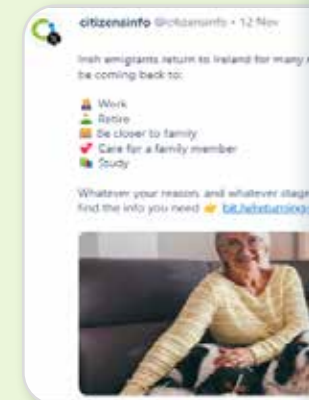 citizensinfo @citizensinfo • 12 Nov
Irish emigrants return to Ireland for many
be coming back to:
Work
Retire
Be closer to family
Care for a family member
Study
Whatever your reason, and whatever stage
find the info you need